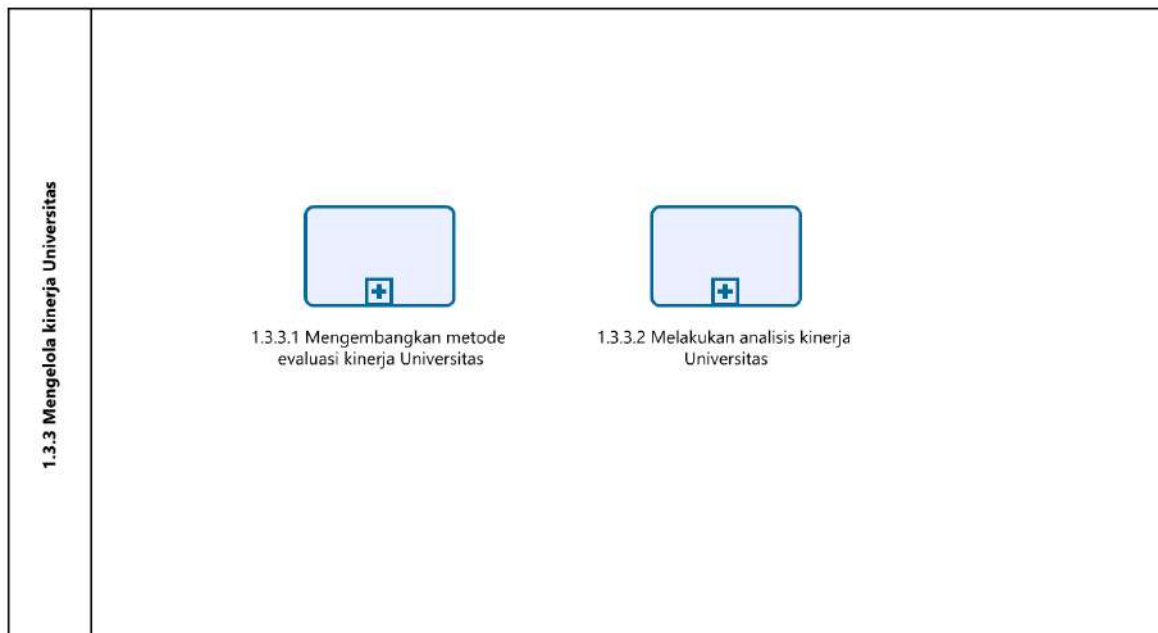 1.3.3 Mengelola kinerja Universitas
1.3.3.1 Mengembangkan metode
evaluasi kinerja Universitas
1.3.3.2 Melakukan analisis kinerja
Universitas